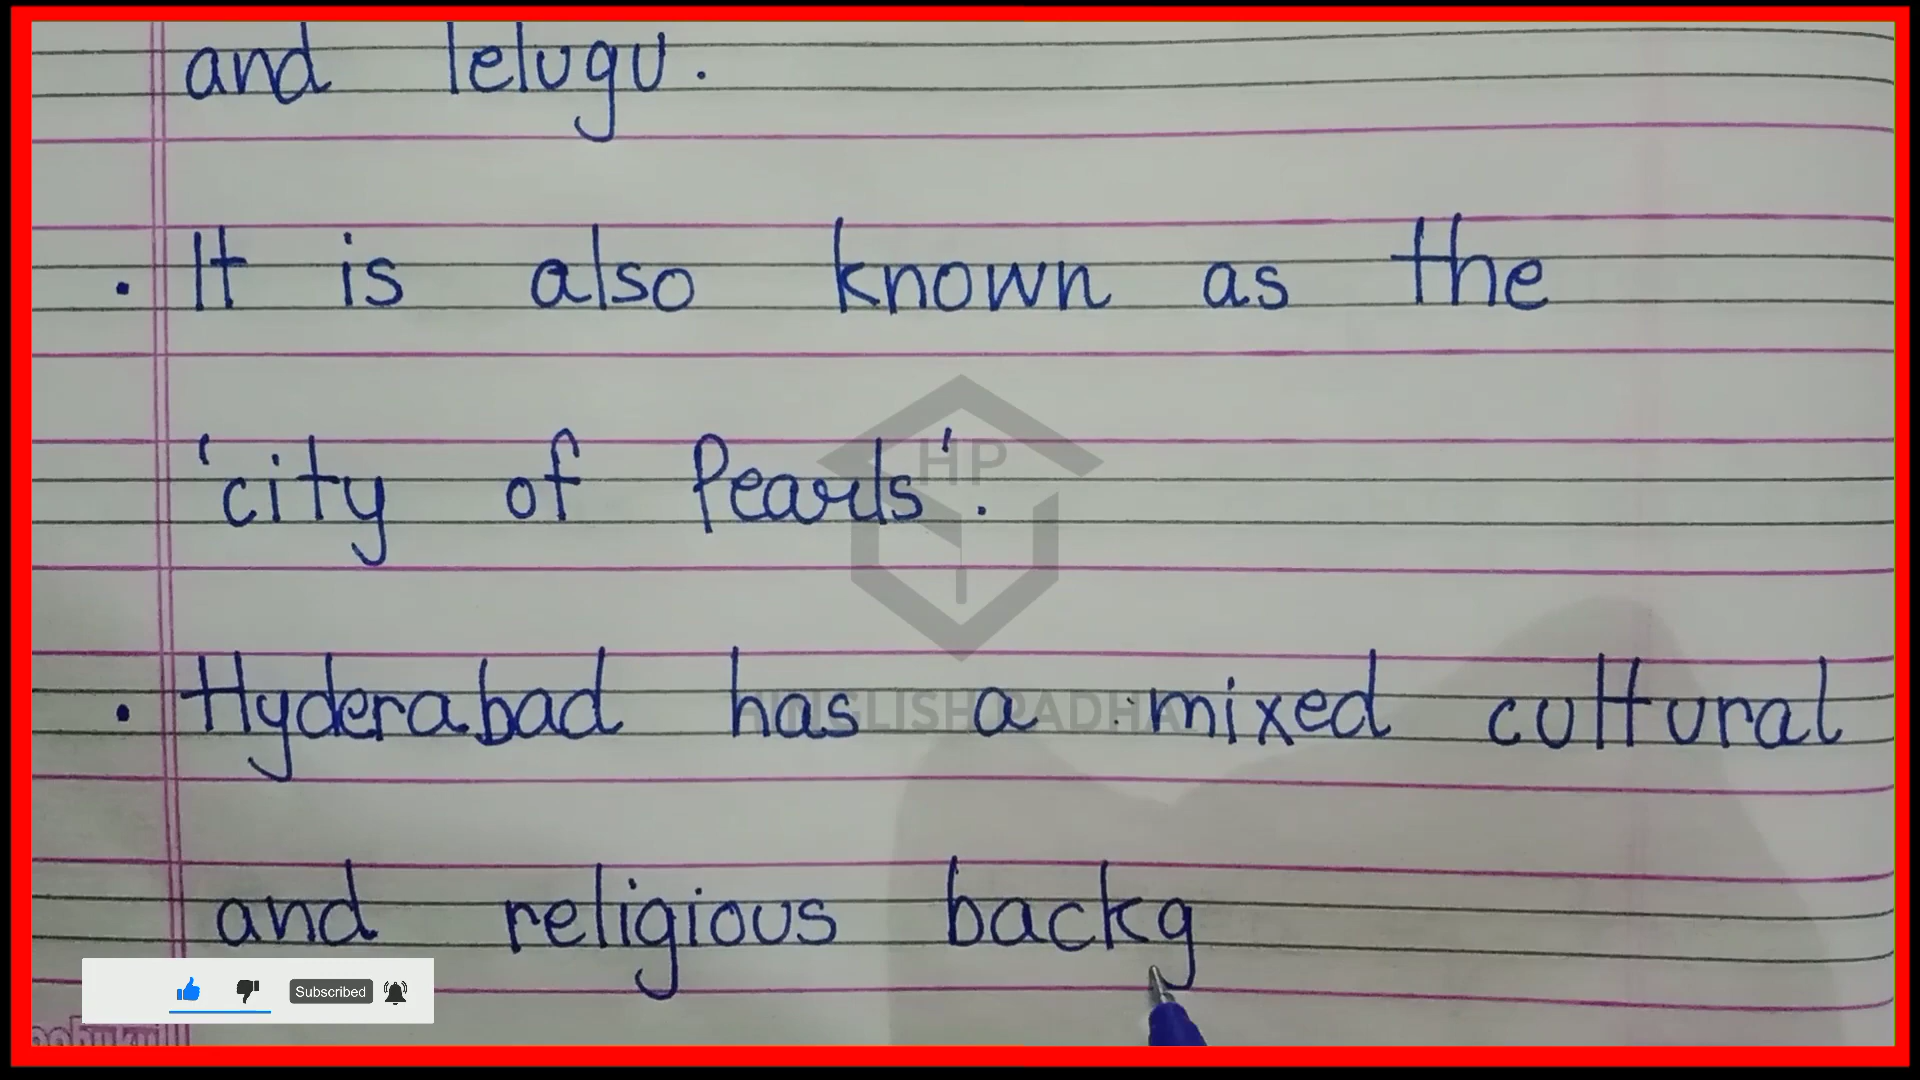 and Telugu.
• It is also known as the
'city of Pearls'.
HP
• Hyderabad has a mixed cultural
and religious backg
Subscribed